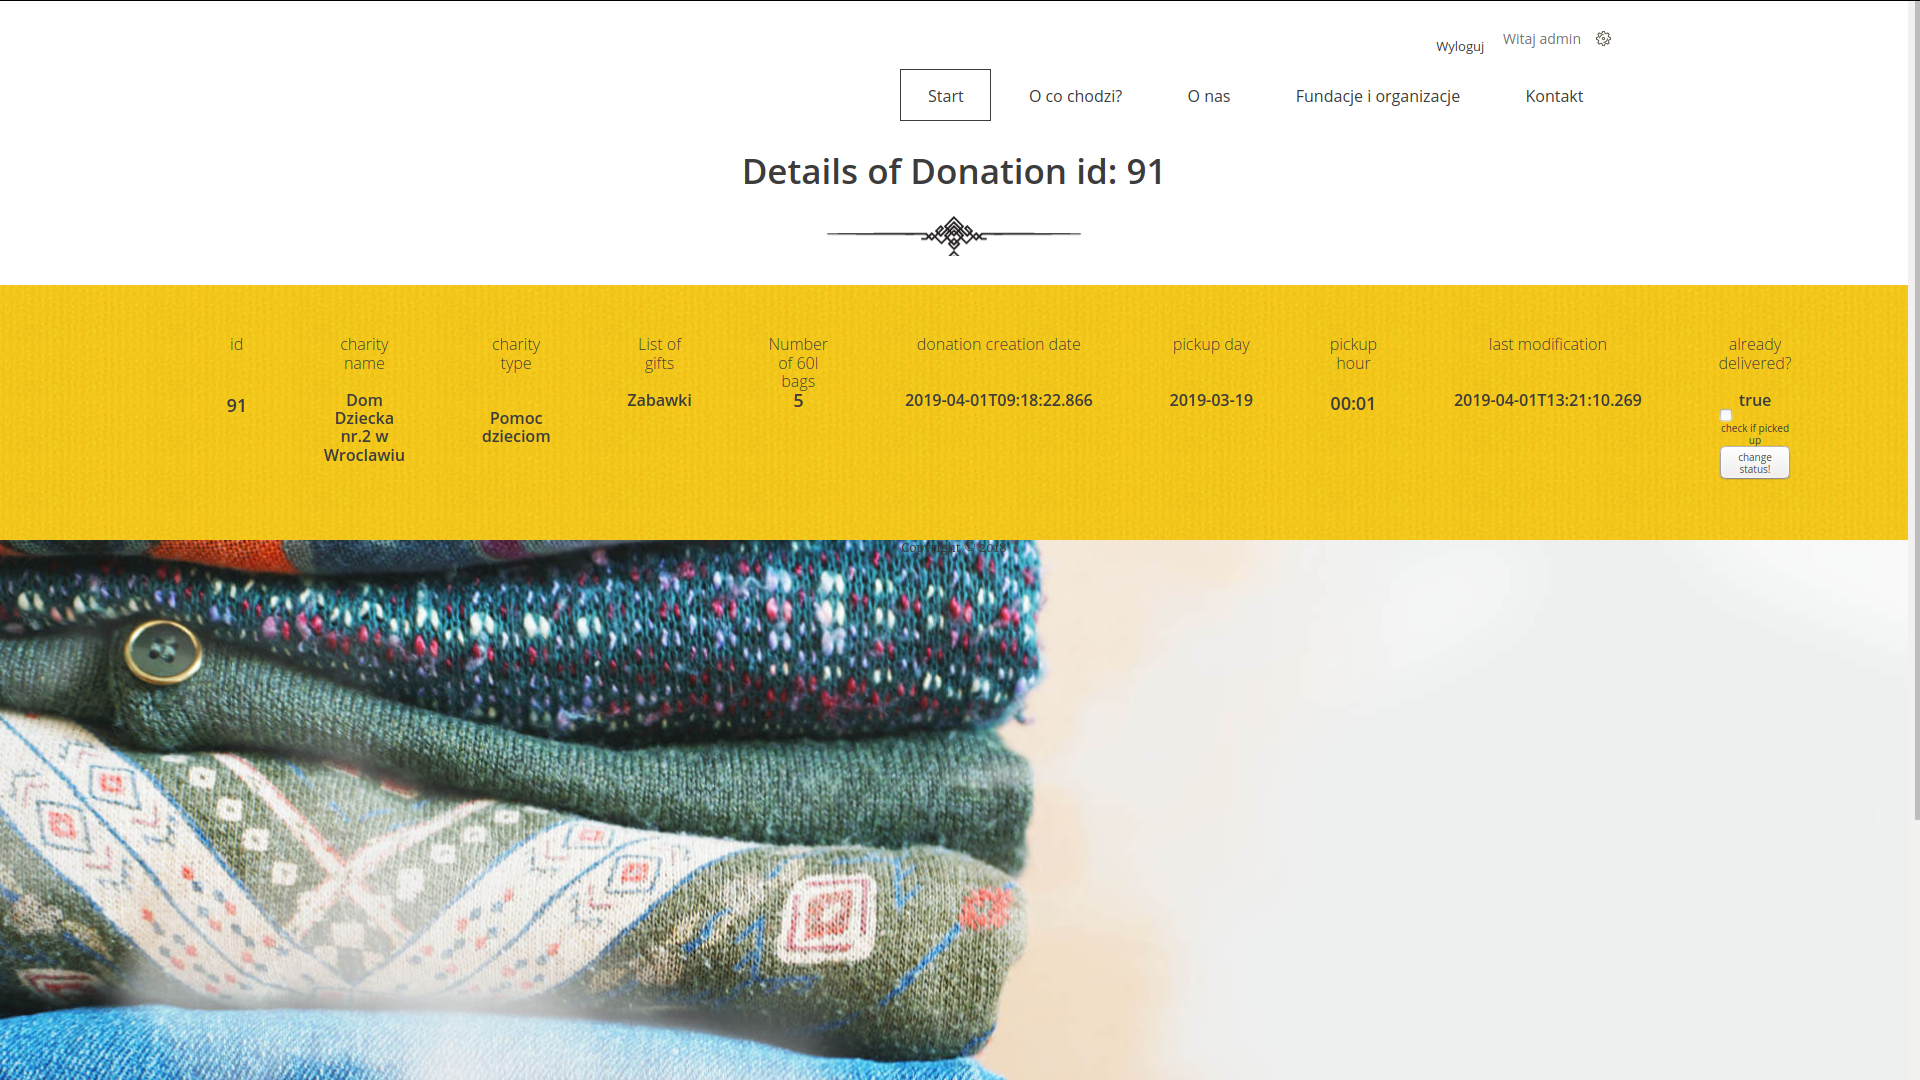 Wyloguj
Witaj admin
Start
O co chodzi?
O nas
Fundacje i organizacje
Kontakt
Details of Donation id: 91
id
charity
name
charity
type
List of
gifts
Number
of 60l
bags
donation creation date
pickup day
pickup
hour
last modification
already
delivered?
91
Dom
Dziecka
nr.2 w
Wroclawiu
Pomoc
dzieciom
Zabawki
5
2019-04-01T09:18:22.866
2019-03-19
00:01
2019-04-01T13:21:10.269
true
check if picked
up
change
status!
Copyright © 2018